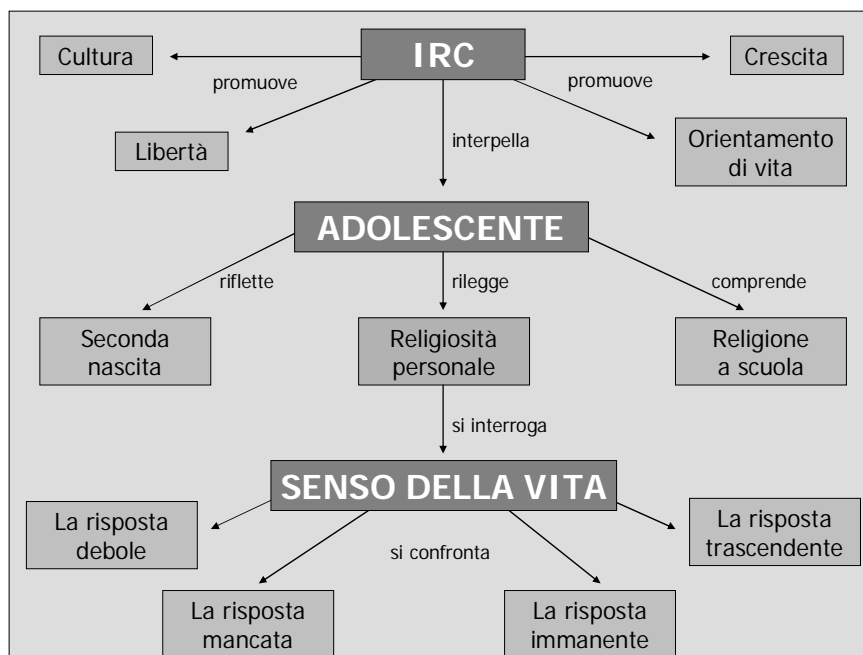 IRC
Cultura
Crescita
promuove
promuove
Libertà
interpella
Orientamento
di vita
ADOLESCENTE
riflette
rilegge
comprende
Seconda
nascita
Religiosità
personale
Religione
a scuola
si interroga
SENSO DELLA VITA
La risposta
debole
si confronta
La risposta
trascendente
La risposta
mancata
La risposta
immanente